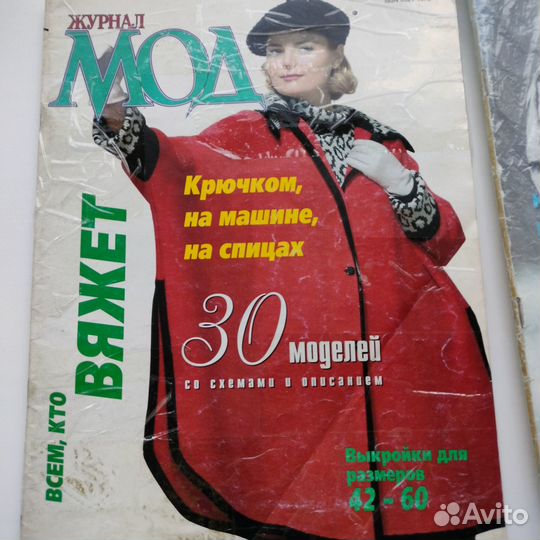 ЖУРНАЛ
МОД
Крючком,
на машине,
на спицах
30 моделей
со схемами и описанием
ВСЕМ, КТО
ВЯЖЕТ
Выкройки для
размеров
42 - 60
Avito